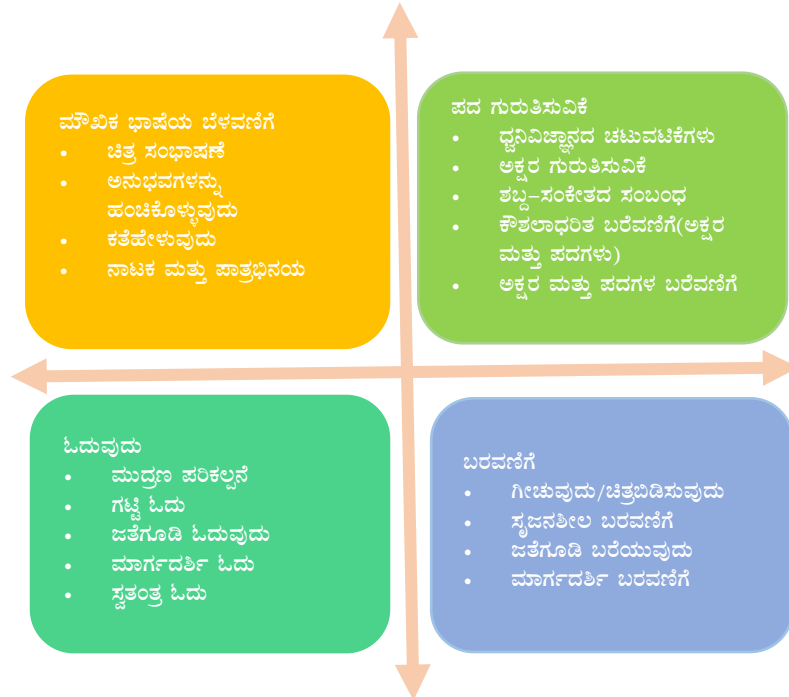 ಮೌಖಿಕ ಭಾಷೆಯ ಬೆಳವಣಿಗೆ
• ಚಿತ್ರ ಸಂಭಾಷಣೆ
• ಅನುಭವಗಳನ್ನು
ಹಂಚಿಕೊಳ್ಳುವುದು
• ಕತೆಹೇಳುವುದು
• ನಾಟಕ ಮತ್ತು ಪಾತ್ರಭಿನಯ
ಪದ ಗುರುತಿಸುವಿಕೆ
• ಧ್ವನಿವಿಜ್ಞಾನದ ಚಟುವಟಿಕೆಗಳು
• ಅಕ್ಷರ ಗುರುತಿಸುವಿಕೆ
• ಶಬ್ದ–ಸಂಕೇತದ ಸಂಬಂಧ
• ಕೌಶಲಾಧರಿತ ಬರೆವಣಿಗೆ(ಅಕ್ಷರ
ಮತ್ತು ಪದಗಳು)
• ಅಕ್ಷರ ಮತ್ತು ಪದಗಳ ಬರೆವಣಿಗೆ
ಓದುವುದು
• ಮುದ್ರಣ ಪರಿಕಲ್ಪನೆ
• ಗಟ್ಟಿ ಓದು
• ಜತೆಗೂಡಿ ಓದುವುದು
• ಮಾರ್ಗದರ್ಶಿ ಓದು
• ಸ್ವತಂತ್ರ ಓದು
ಬರವಣಿಗೆ
• ಗೀಚುವುದು/ಚಿತ್ರಬಿಡಿಸುವುದು
• ಸೃಜನಶೀಲ ಬರವಣಿಗೆ
• ಜತೆಗೂಡಿ ಬರೆಯುವುದು
• ಮಾರ್ಗದರ್ಶಿ ಬರವಣಿಗೆ